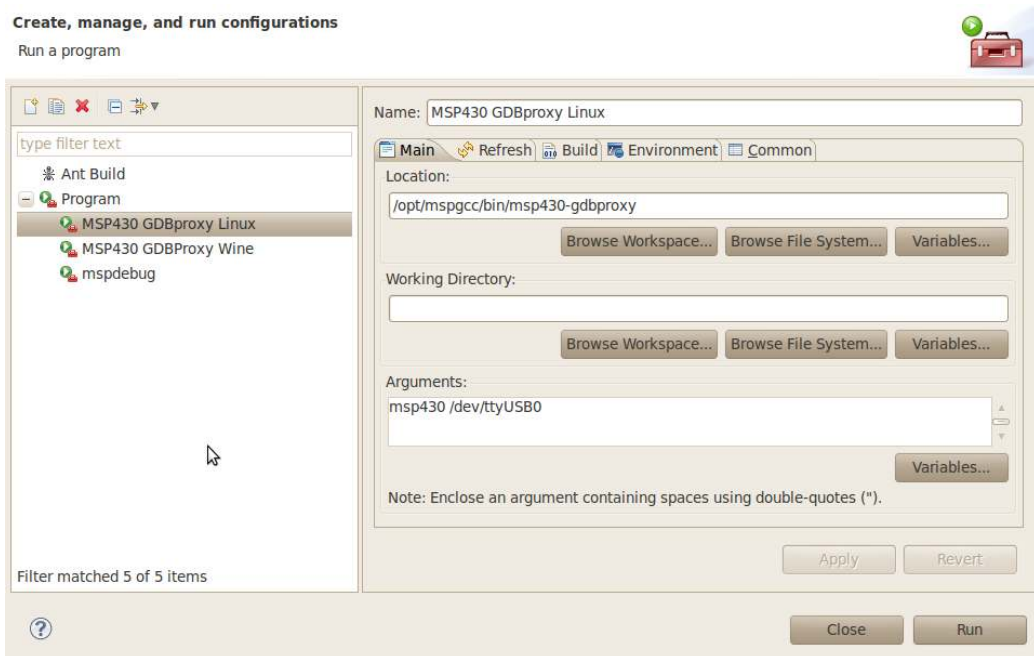 Create, manage, and run configurations
Run a program
type filter text
Ant Build
Program
MSP430 GDBproxy Linux
MSP430 GDBProxy Wine
mspdebug
Filter matched 5 of 5 items
Name: MSP430 GDBproxy Linux
Main Refresh Build Environment Common
Location:
/opt/mspgcc/bin/msp430-gdbproxy
Browse Workspace... Browse File System... Variables...
Working Directory:
Browse Workspace... Browse File System... Variables...
Arguments:
msp430 /dev/ttyUSB0
Variables...
Note: Enclose an argument containing spaces using double-quotes (").
Apply Revert
Close Run